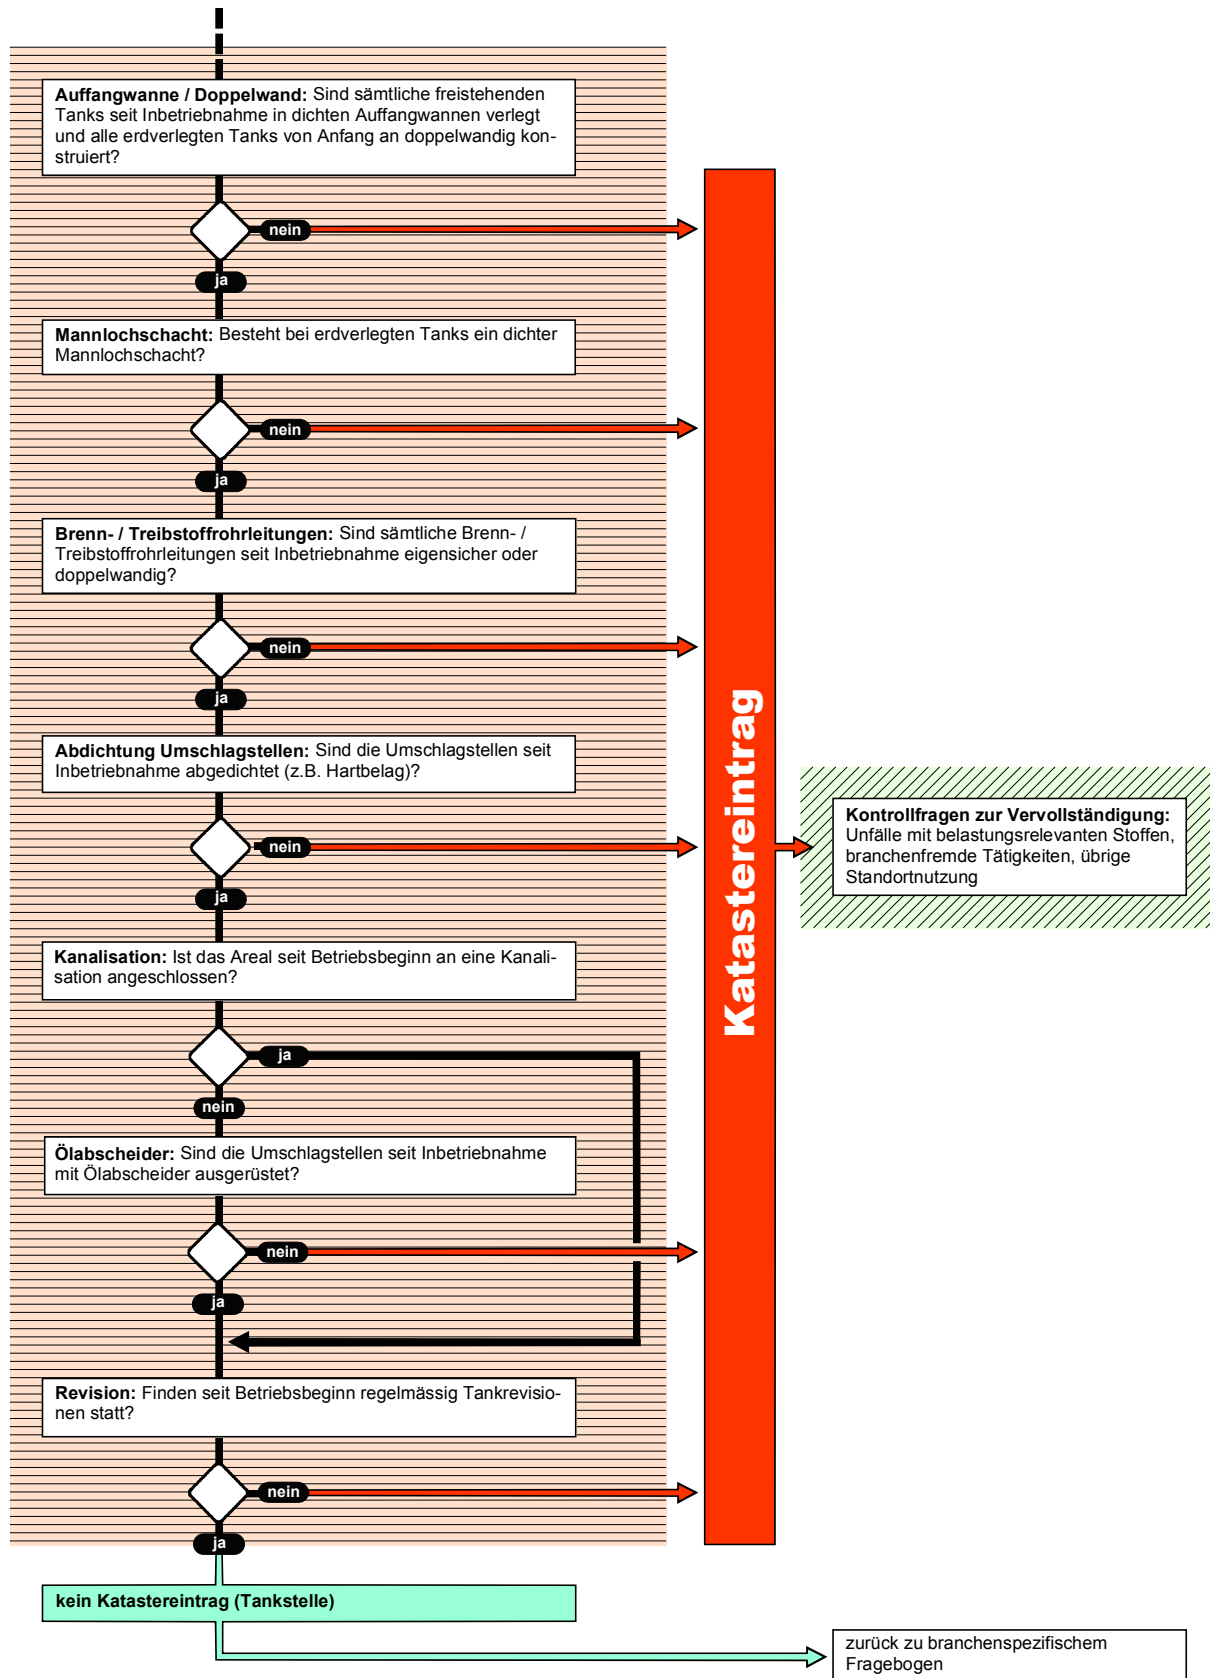 Auffangwanne / Doppelwand: Sind sämtliche freistehenden
Tanks seit Inbetriebnahme in dichten Auffangwannen verlegt
und alle erdverlegten Tanks von Anfang an doppelwandig kon-
struiert?
nein
ja
Mannlochschacht: Besteht bei erdverlegten Tanks ein dichter
Mannlochschacht?
nein
ja
Brenn- / Treibstoffrohrleitungen: Sind sämtliche Brenn- /
Treibstoffrohrleitungen seit Inbetriebnahme eigensicher oder
doppelwandig?
nein
ja
Abdichtung Umschlagstellen: Sind die Umschlagstellen seit
Inbetriebnahme abgedichtet (z.B. Hartbelag)?
nein
ja
Kanalisation: Ist das Areal seit Betriebsbeginn an eine Kanali-
sation angeschlossen?
ja
nein
Ölabscheider: Sind die Umschlagstellen seit Inbetriebnahme
mit Ölabscheider ausgerüstet?
nein
ja
Revision: Finden seit Betriebsbeginn regelmässig Tankrevisio-
nen statt?
nein
ja
kein Katastereintrag (Tankstelle)
Katastereintrag
Kontrollfragen zur Vervollständigung:
Unfälle mit belastungsrelevanten Stoffen,
branchenfremde Tätigkeiten, übrige
Standortnutzung
zurück zu branchenspezifischem
Fragebogen